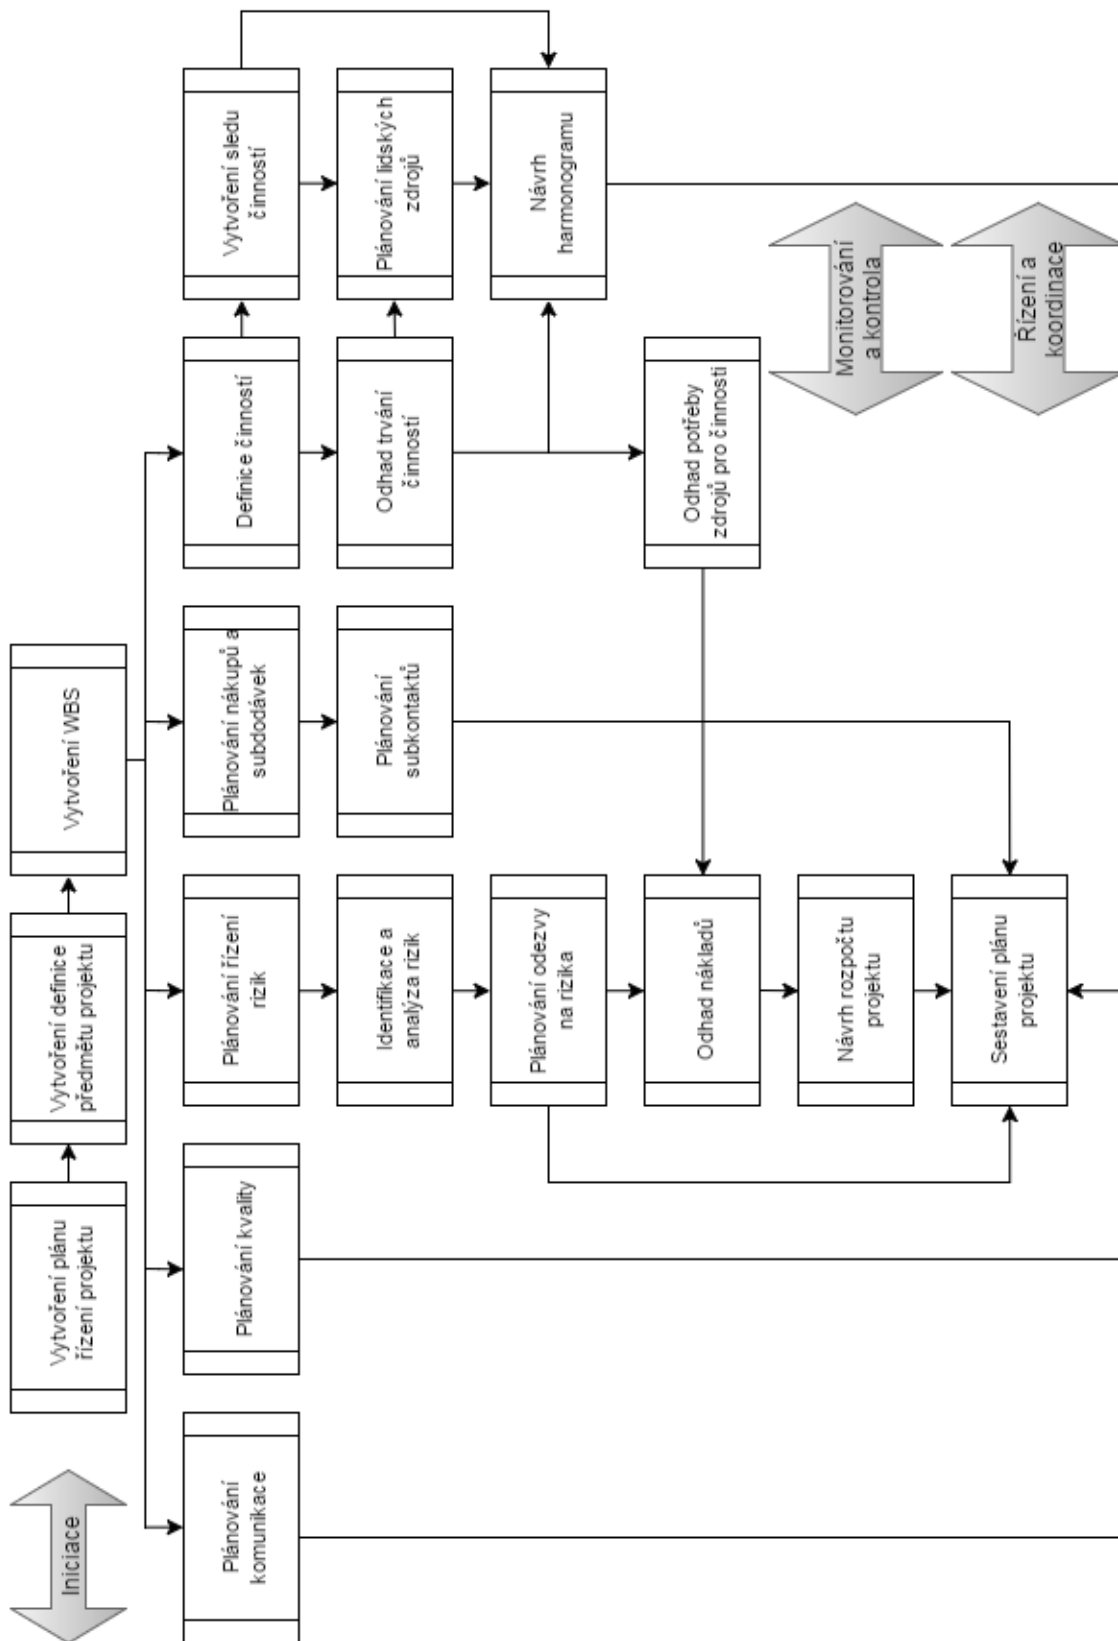 Iniciace
Vytvoření plánu
řízení projektu
Vytvoření definice
předmětu projektu
Vytvoření WBS
Plánování
komunikace
Plánování kvality
Plánování řízení
rizik
Plánování nákupů a
subdodávek
Definice činností
Vytvoření sledu
činností
Identifikace a
analýza rizik
Plánování
subkontaktů
Odhad trvání
činností
Plánování lidských
zdrojů
Plánování odezvy
na rizika
Návrh
harmonogramu
Odhad nákladů
Odhad potřeby
zdrojů pro činnosti
Návrh rozpočtu
projektu
Monitorování
a kontrola
Sestavení plánu
projektu
Řízení a
koordinace